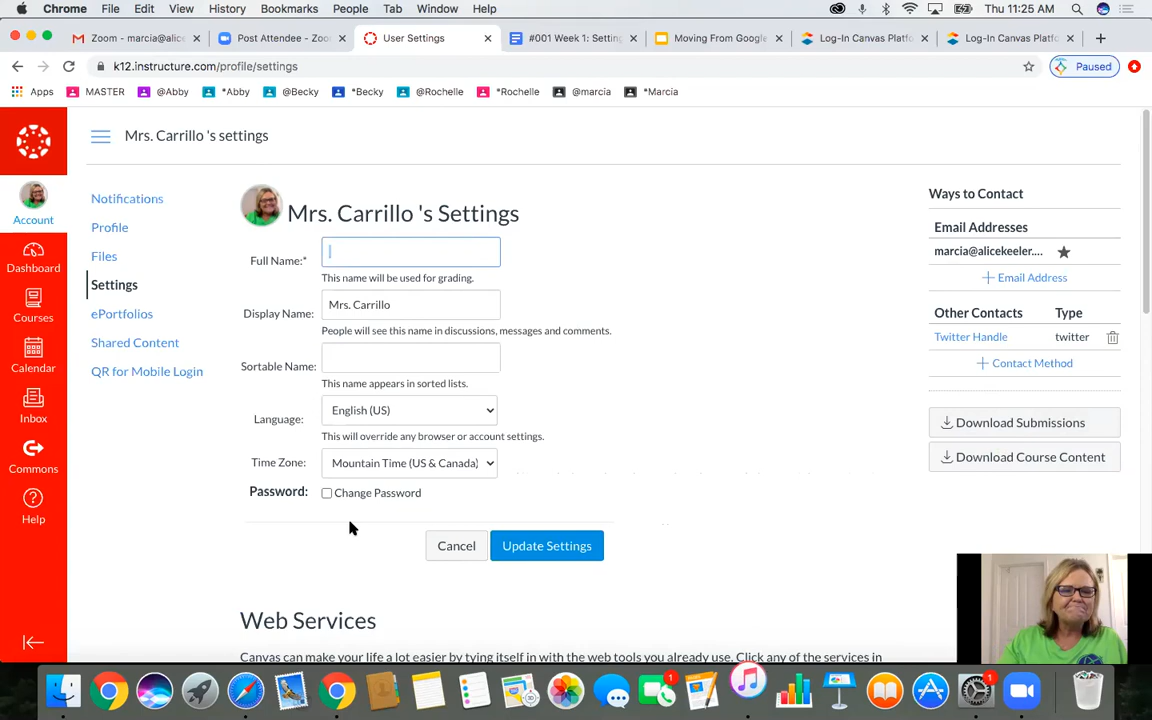 Chrome File Edit View History Bookmarks People Tab Window Help Thu 11:25 AM
Zoom - marcia@alice Post Attendee - Zoo User Settings #001 Week 1: Settin Moving From Google Log-In Canvas Platfo Log-In Canvas Platfo
k12.instructure.com/profile/settings Paused
Apps MASTER @Abby *Abby @Becky *Becky @Rochelle *Rochelle @marcia *Marcia
Mrs. Carrillo 's settings
Account
Dashboard
Courses
Calendar
Inbox
Commons
Help
Notifications
Profile
Files
Settings
ePortfolios
Shared Content
QR for Mobile Login
Mrs. Carrillo 's Settings
Full Name:*
This name will be used for grading.
Display Name: Mrs. Carrillo
People will see this name in discussions, messages and comments.
Sortable Name:
This name appears in sorted lists.
Language: English (US)
This will override any browser or account settings.
Time Zone: Mountain Time (US & Canada)
Password: Change Password
Cancel Update Settings
Web Services
Canvas can make your life a lot easier by tying itself in with the web tools you already use. Click any of the services in
Ways to Contact
Email Addresses
marcia@alicekeeler....
Email Address
Other Contacts Type
Twitter Handle twitter
Contact Method
Download Submissions
Download Course Content
1
1